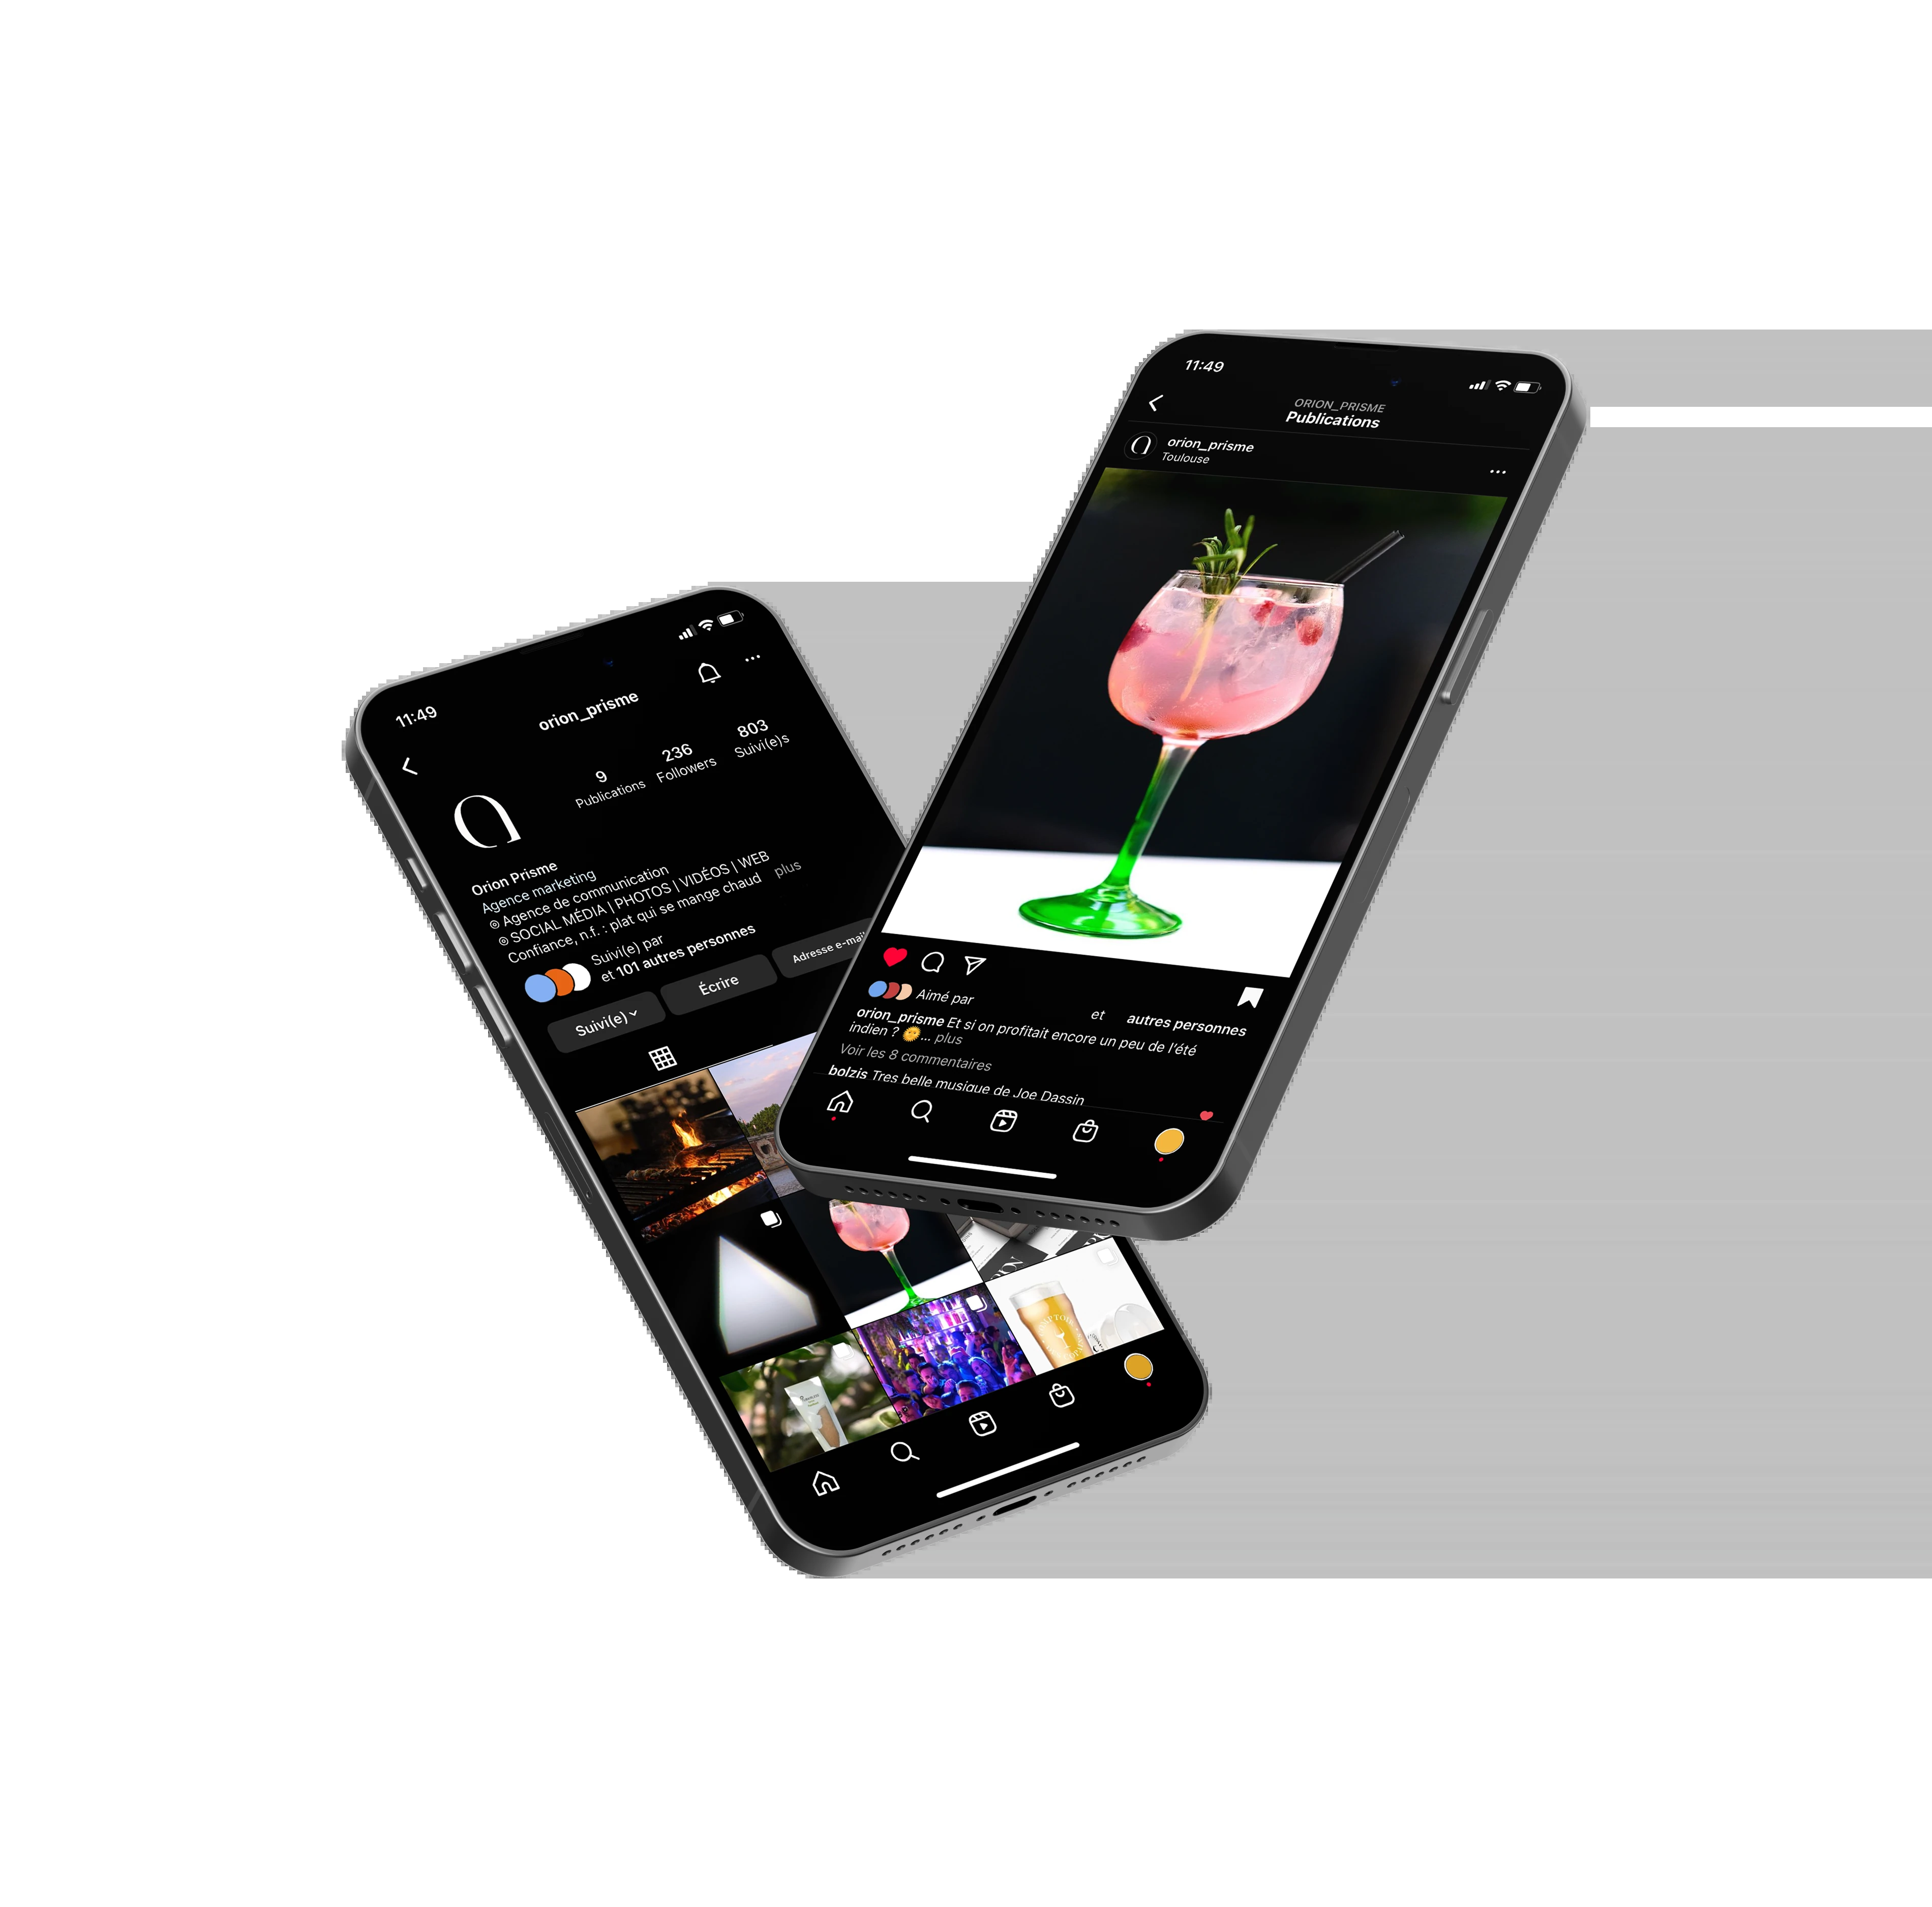 11:49
orion_prisme
9
Publications
236
Followers
803
Suivi(e)s
Orion Prisme
Agence marketing
◎ Agence de communication
◎ SOCIAL MÉDIA | PHOTOS | VIDÉOS | WEB
Confiance, n.f. : plat qui se mange chaud plus
Suivi(e) par
et 101 autres personnes
Suivi(e)
Écrire
Adresse e-mail
11:49
ORION_PRISME
Publications
orion_prisme
Toulouse
Aimé par et autres personnes
orion_prisme Et si on profitait encore un peu de l'été
indien ? 🌞... plus
Voir les 8 commentaires
bolzis Tres belle musique de Joe Dassin